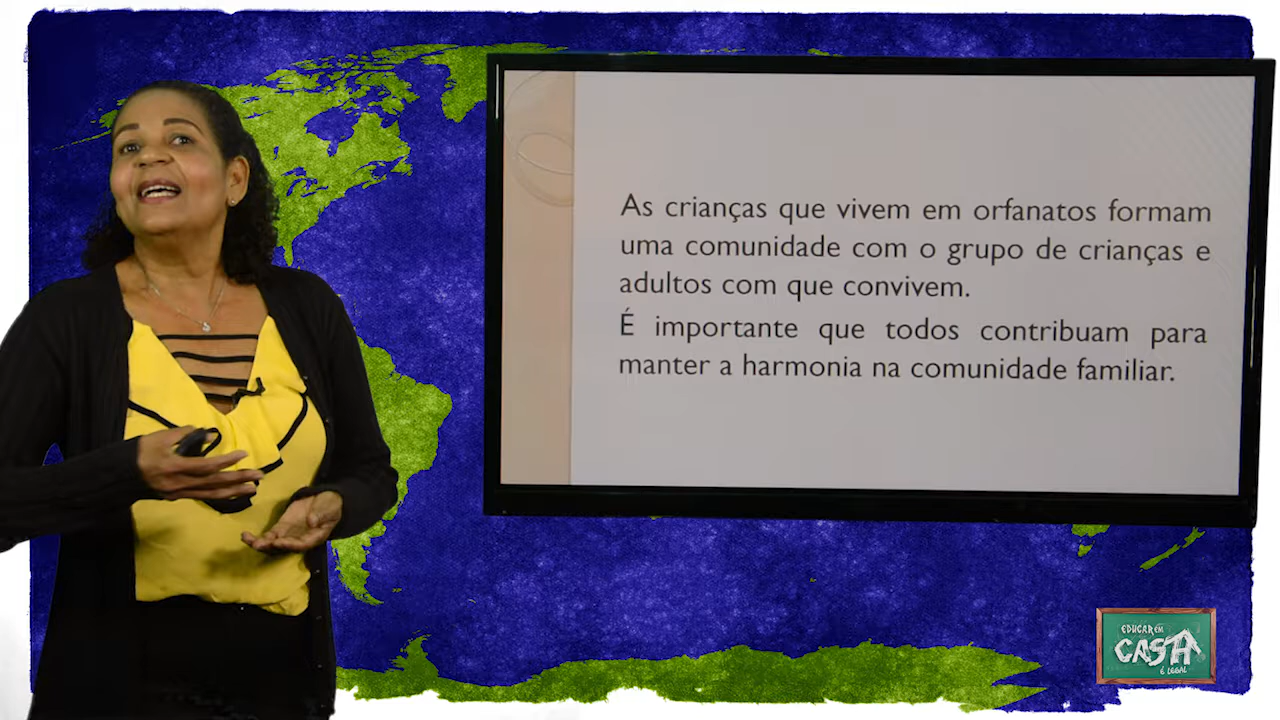 As crianças que vivem em orfanatos formam
uma comunidade com o grupo de crianças e
adultos com que convivem.
É importante que todos contribuam para
manter a harmonia na comunidade familiar.
EDUCAR EM
CASA
É LEGAL